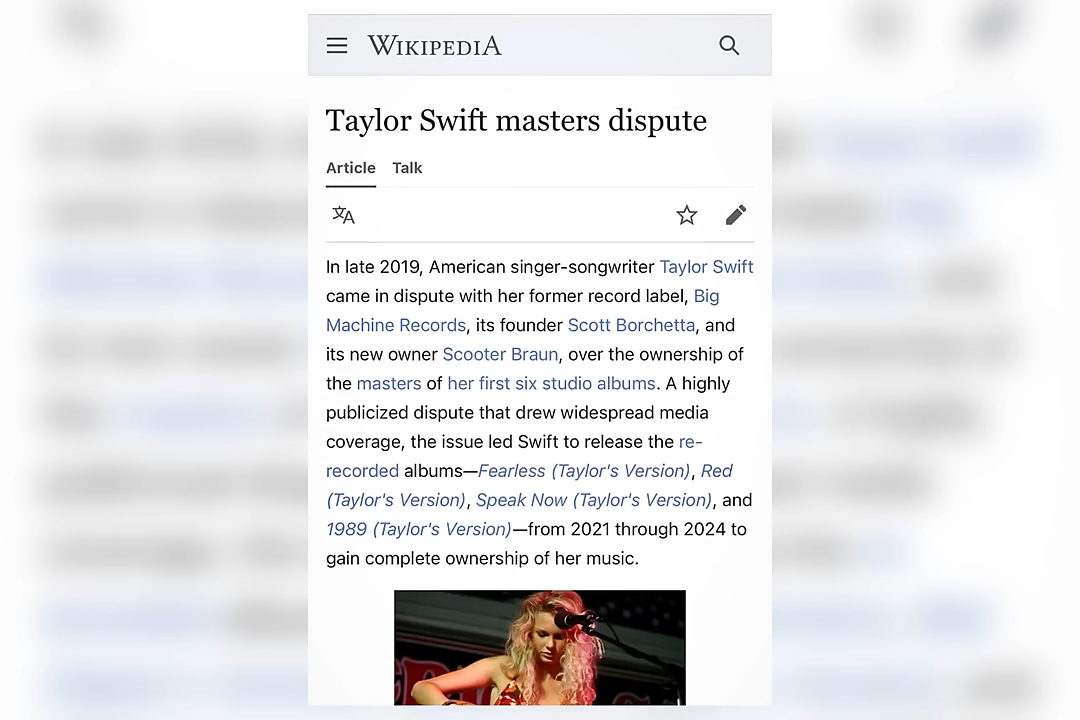 WIKIPEDIA
Taylor Swift masters dispute
Article Talk
In late 2019, American singer-songwriter Taylor Swift
came in dispute with her former record label, Big
Machine Records, its founder Scott Borchetta, and
its new owner Scooter Braun, over the ownership of
the masters of her first six studio albums. A highly
publicized dispute that drew widespread media
coverage, the issue led Swift to release the re-
recorded albums—Fearless (Taylor's Version), Red
(Taylor's Version), Speak Now (Taylor's Version), and
1989 (Taylor's Version)—from 2021 through 2024 to
gain complete ownership of her music.